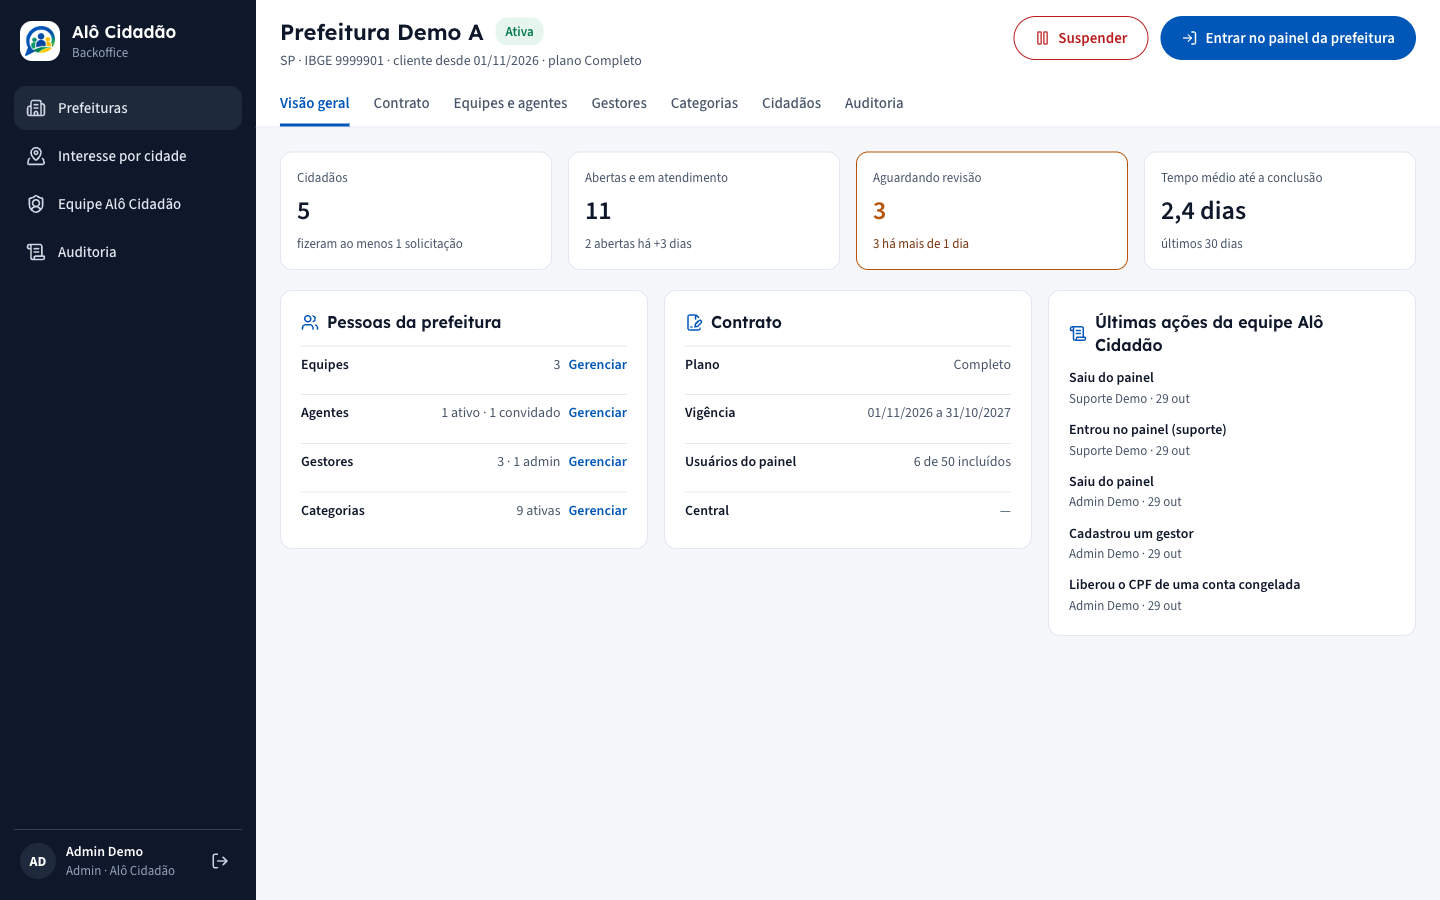 Alô Cidadão
Backoffice
Prefeituras
Interesse por cidade
Equipe Alô Cidadão
Auditoria
AD
Admin Demo
Admin · Alô Cidadão
Prefeitura Demo A
Ativa
SP · IBGE 9999901 · cliente desde 01/11/2026 · plano Completo
Suspender
Entrar no painel da prefeitura
Visão geral
Contrato
Equipes e agentes
Gestores
Categorias
Cidadãos
Auditoria
Cidadãos
5
fizeram ao menos 1 solicitação
Abertas e em atendimento
11
2 abertas há +3 dias
Aguardando revisão
3
3 há mais de 1 dia
Tempo médio até a conclusão
2,4 dias
últimos 30 dias
Pessoas da prefeitura
Equipes 3 Gerenciar
Agentes 1 ativo · 1 convidado Gerenciar
Gestores 3 · 1 admin Gerenciar
Categorias 9 ativas Gerenciar
Contrato
Plano Completo
Vigência 01/11/2026 a 31/10/2027
Usuários do painel 6 de 50 incluídos
Central —
Últimas ações da equipe Alô
Cidadão
Saiu do painel
Suporte Demo · 29 out
Entrou no painel (suporte)
Suporte Demo · 29 out
Saiu do painel
Admin Demo · 29 out
Cadastrou um gestor
Admin Demo · 29 out
Liberou o CPF de uma conta congelada
Admin Demo · 29 out